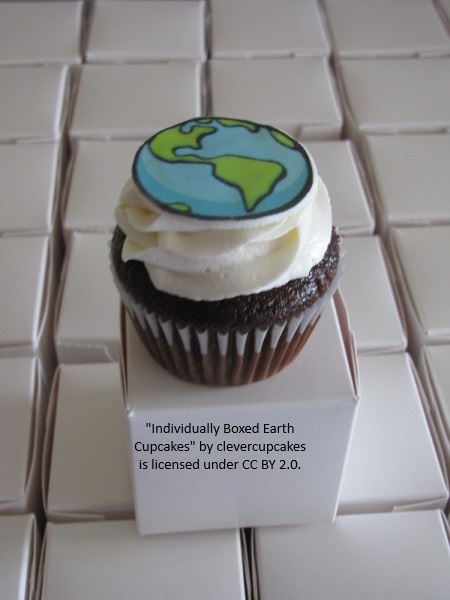 "Individually Boxed Earth
Cupcakes" by clevercupcakes
is licensed under CC BY 2.0.